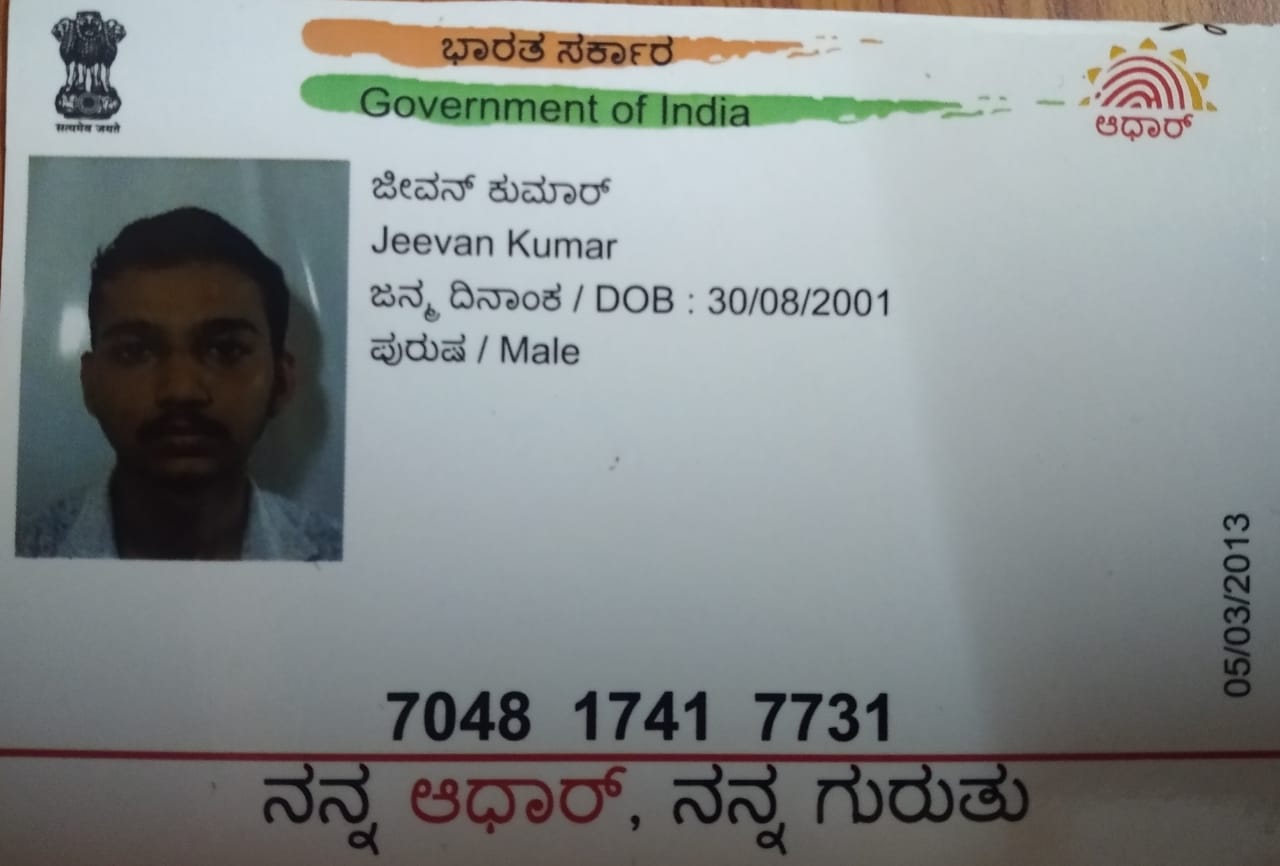 ಭಾರತ ಸರ್ಕಾರ
Government of India
सत्यमेव जयते
ಆಧಾರ್
ಜೀವನ್ ಕುಮಾರ್
Jeevan Kumar
ಜನ್ಮ ದಿನಾಂಕ / DOB : 30/08/2001
ಪುರುಷ / Male
05/03/2013
7048 1741 7731
ನನ್ನ ಆಧಾರ್, ನನ್ನ ಗುರುತು